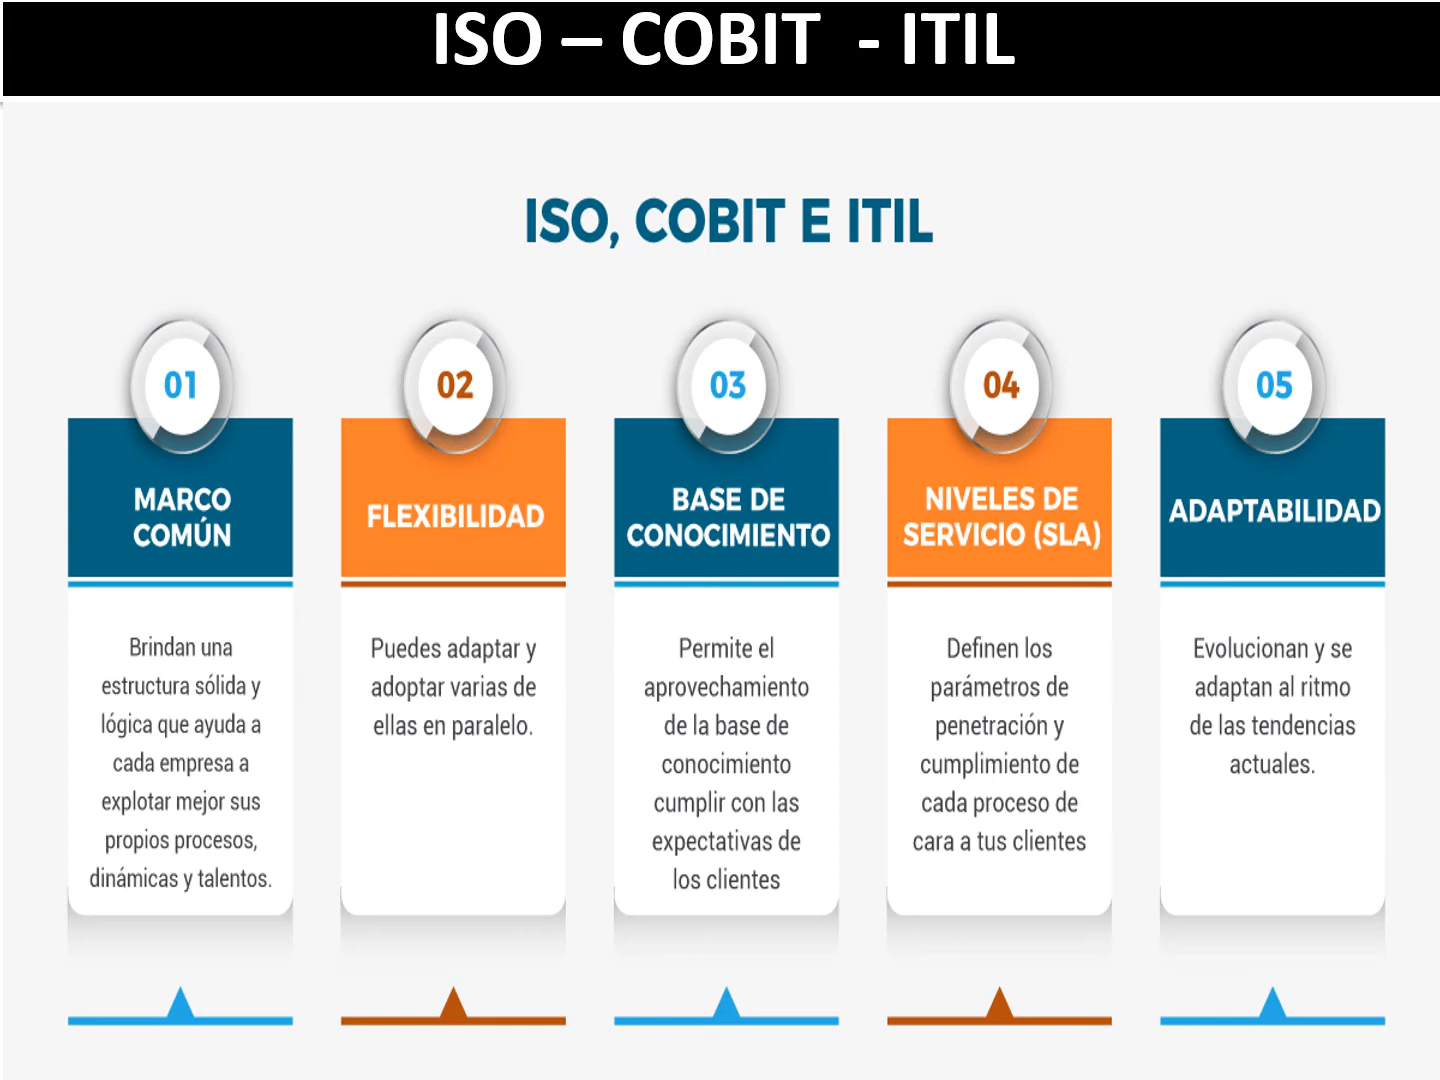 ISO – COBIT - ITIL
ISO, COBIT E ITIL
01
MARCO
COMÚN
Brindan una
estructura sólida y
lógica que ayuda a
cada empresa a
explotar mejor sus
propios procesos,
dinámicas y talentos.
02
FLEXIBILIDAD
Puedes adaptar y
adoptar varias de
ellas en paralelo.
03
BASE DE
CONOCIMIENTO
Permite el
aprovechamiento
de la base de
conocimiento
cumplir con las
expectativas de
los clientes
04
NIVELES DE
SERVICIO (SLA)
Definen los
parámetros de
penetración y
cumplimiento de
cada proceso de
cara a tus clientes
05
ADAPTABILIDAD
Evolucionan y se
adaptan al ritmo
de las tendencias
actuales.